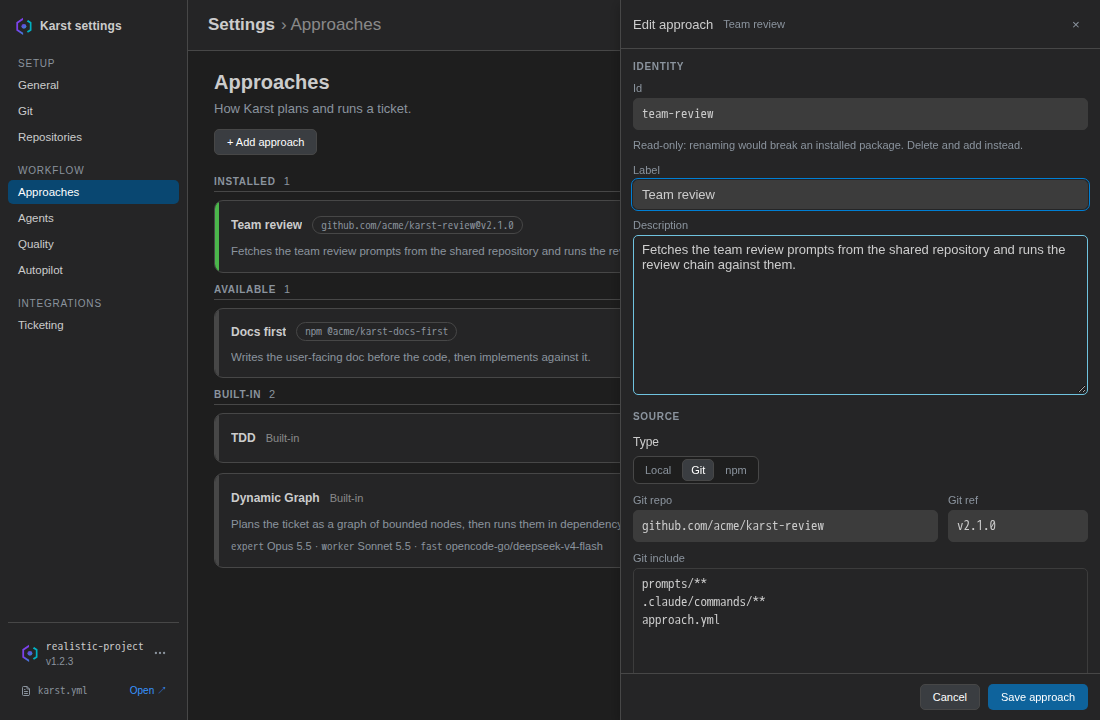 Karst settings
SETUP
General
Git
Repositories
WORKFLOW
Approaches
Agents
Quality
Autopilot
INTEGRATIONS
Ticketing
realistic-project
v1.2.3
...
karst.yml
Open ↗
Settings › Approaches
Approaches
How Karst plans and runs a ticket.
+ Add approach
INSTALLED 1
Team review github.com/acme/karst-review@v2.1.0
Fetches the team review prompts from the shared repository and runs the
AVAILABLE 1
Docs first npm @acme/karst-docs-first
Writes the user-facing doc before the code, then implements against it.
BUILT-IN 2
TDD Built-in
Dynamic Graph Built-in
Plans the ticket as a graph of bounded nodes, then runs them in dependency
expert Opus 5.5 · worker Sonnet 5.5 · fast opencode-go/deepseek-v4-flash
Edit approach Team review ×
IDENTITY
Id
team-review
Read-only: renaming would break an installed package. Delete and add instead.
Label
Team review
Description
Fetches the team review prompts from the shared repository and runs the
review chain against them.
SOURCE
Type
Local Git npm
Git repo Git ref
github.com/acme/karst-review v2.1.0
Git include
prompts/**
.claude/commands/**
approach.yml
Cancel Save approach